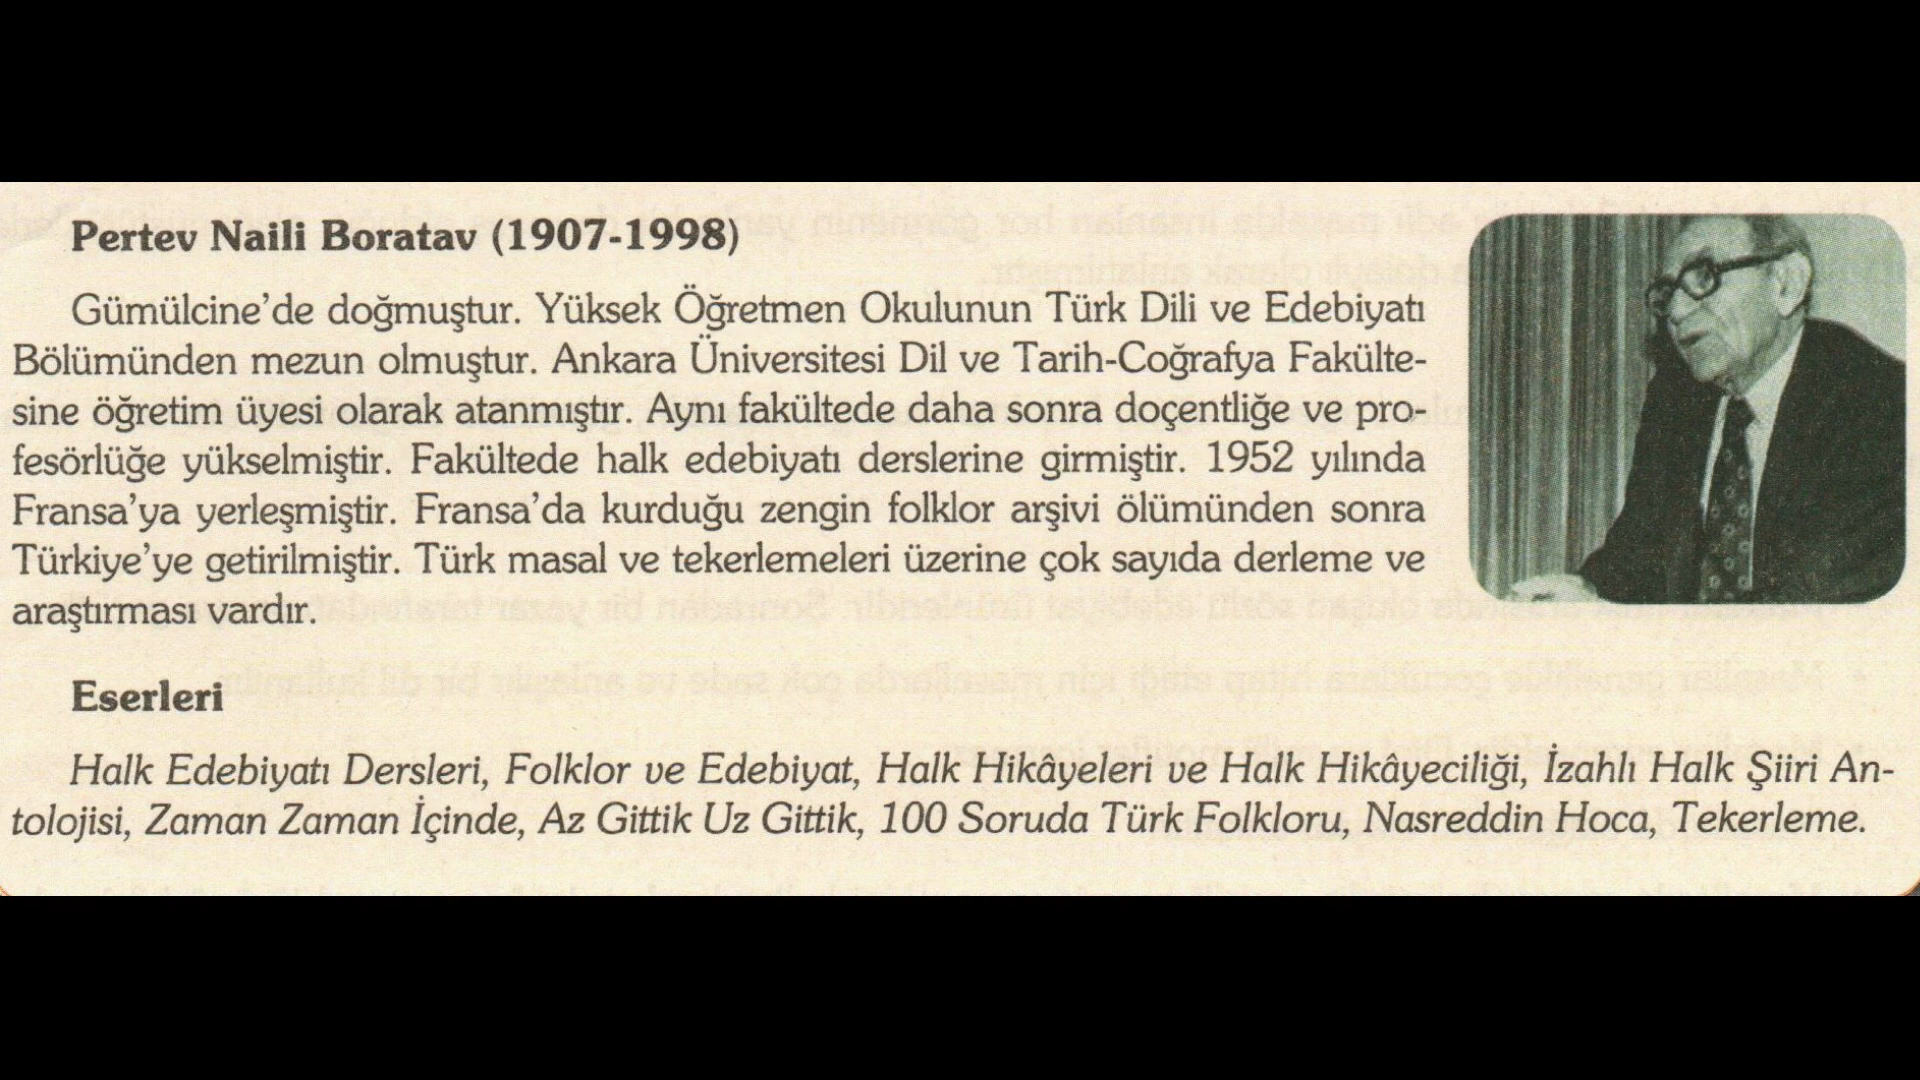 Pertev Naili Boratav (1907-1998)
Gümülcine'de doğmuştur. Yüksek Öğretmen Okulunun Türk Dili ve Edebiyatı
Bölümünden mezun olmuştur. Ankara Üniversitesi Dil ve Tarih-Coğrafya Fakülte-
sine öğretim üyesi olarak atanmıştır. Aynı fakültede daha sonra doçentliğe ve pro-
fesörlüğe yükselmiştir. Fakültede halk edebiyatı derslerine girmiştir. 1952 yılında
Fransa'ya yerleşmiştir. Fransa'da kurduğu zengin folklor arşivi ölümünden sonra
Türkiye'ye getirilmiştir. Türk masal ve tekerlemeleri üzerine çok sayıda derleme ve
araştırması vardır.
Eserleri
Halk Edebiyatı Dersleri, Folklor ve Edebiyat, Halk Hikâyeleri ve Halk Hikâyeciliği, İzahlı Halk Şiiri An-
tolojisi, Zaman Zaman İçinde, Az Gittik Uz Gittik, 100 Soruda Türk Folkloru, Nasreddin Hoca, Tekerleme.